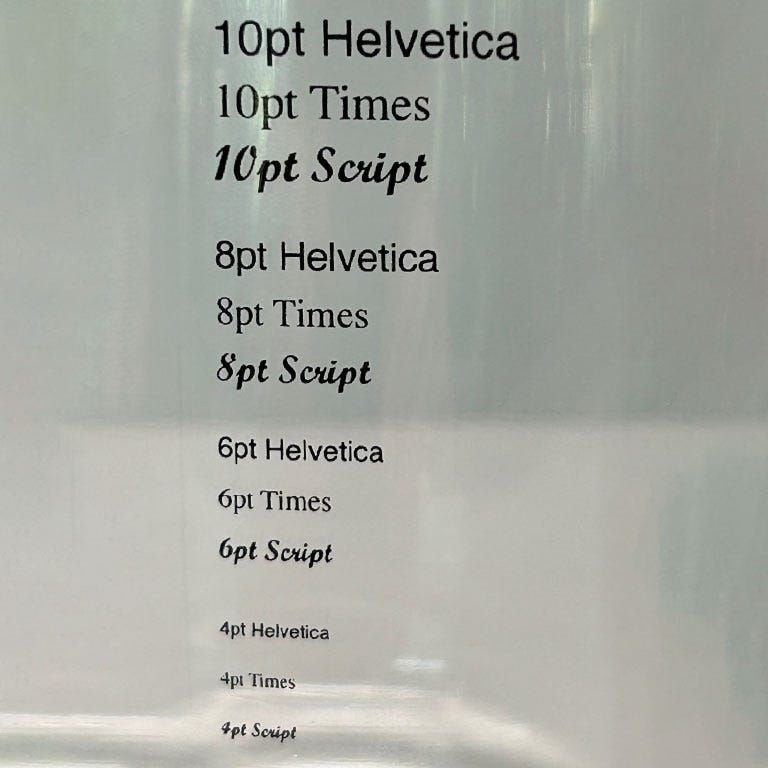 10pt Helvetica
10pt Times
10pt Script
8pt Helvetica
8pt Times
8pt Script
6pt Helvetica
6pt Times
6pt Script
4pt Helvetica
4pt Times
4pt Script